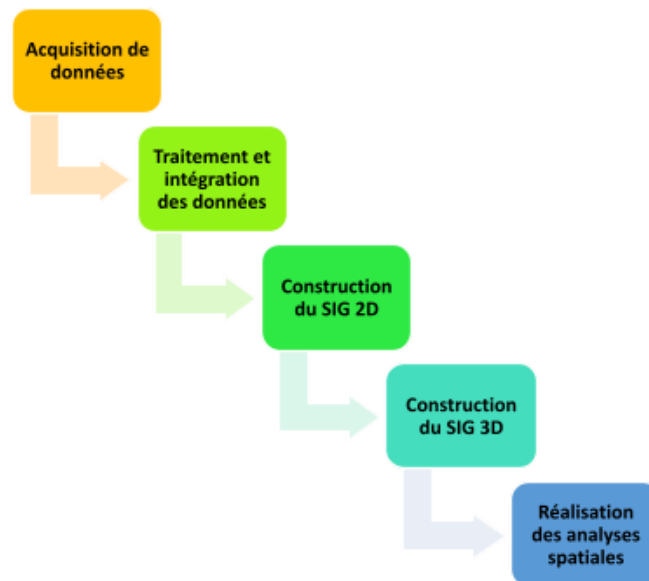 Acquisition de
données
Traitement et
intégration
des données
Construction
du SIG 2D
Construction
du SIG 3D
Réalisation
des analyses
spatiales